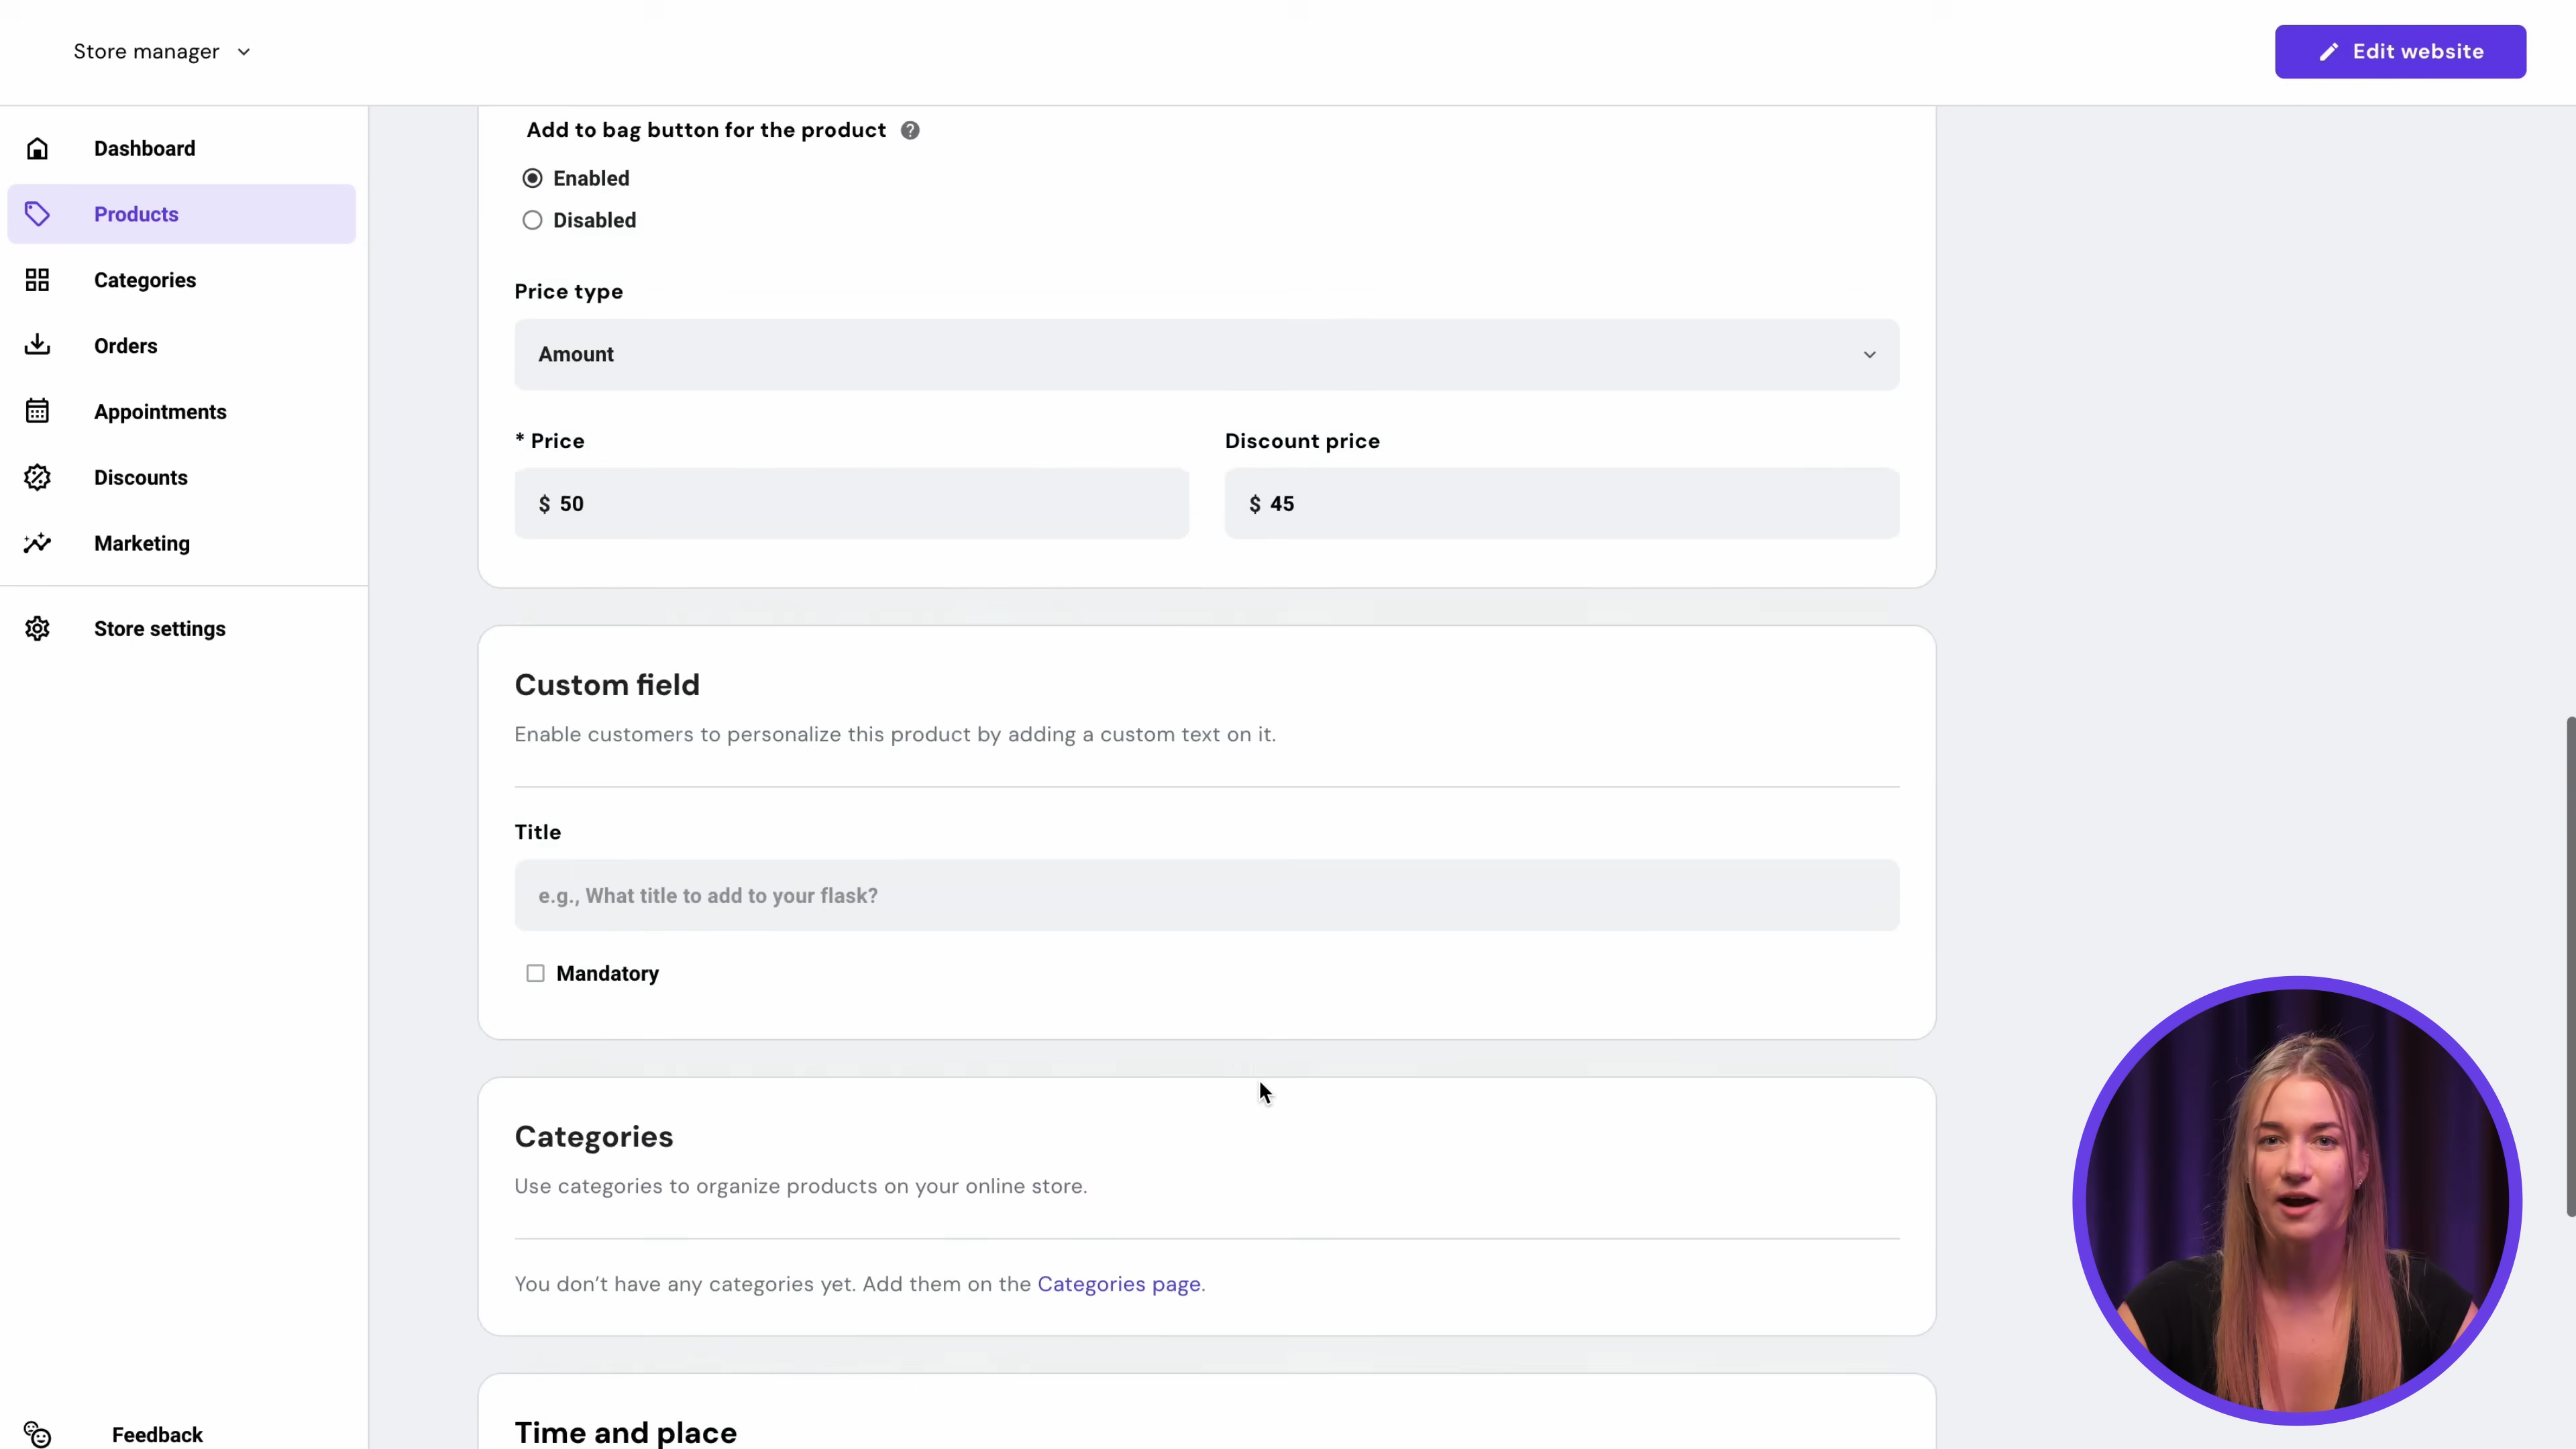 Store manager
Edit website
Dashboard
Products
Categories
Orders
Appointments
Discounts
Marketing
Store settings
Feedback
Add to bag button for the product
Enabled
Disabled
Price type
Amount
* Price
Discount price
$ 50
$ 45
Custom field
Enable customers to personalize this product by adding a custom text on it.
Title
e.g., What title to add to your flask?
Mandatory
Categories
Use categories to organize products on your online store.
You don't have any categories yet. Add them on the Categories page.
Time and place